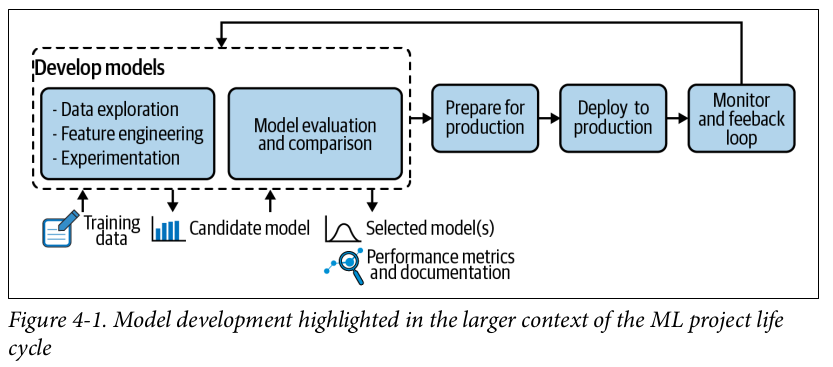 Develop models
- Data exploration
- Feature engineering
- Experimentation
Model evaluation
and comparison
Prepare for
production
Deploy to
production
Monitor
and feeback
loop
Training
data
Candidate model
Selected model(s)
Performance metrics
and documentation
Figure 4-1. Model development highlighted in the larger context of the ML project life
cycle